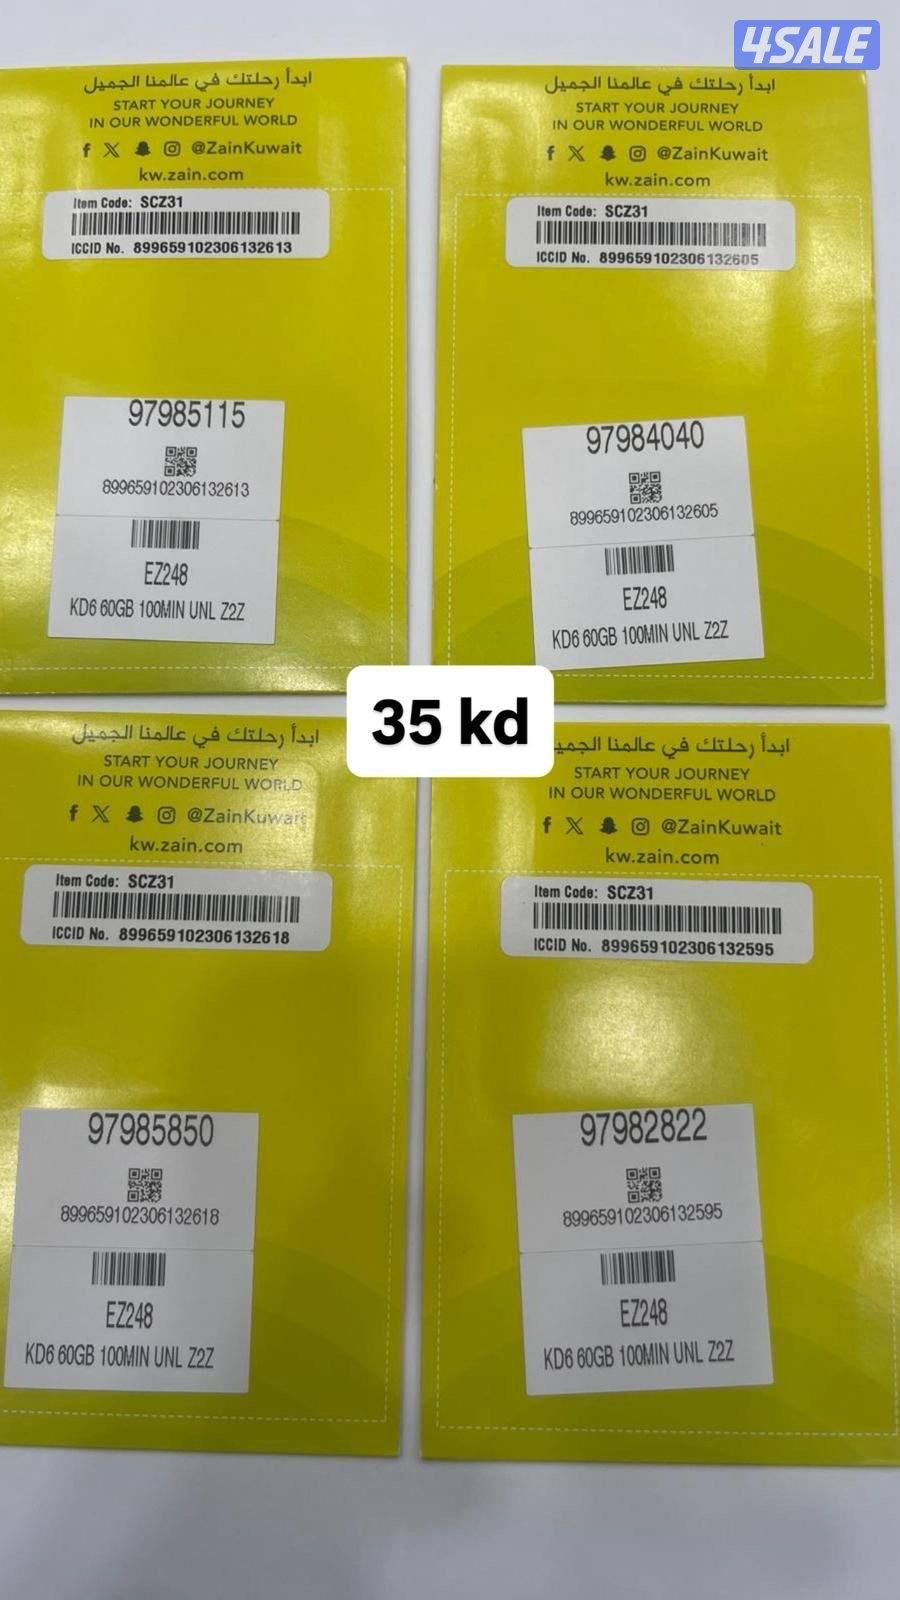 4SALE
ابدأ رحلتك في عالمنا الجميل
START YOUR JOURNEY
IN OUR WONDERFUL WORLD
@ZainKuwait
kw.zain.com
Item Code: SCZ31
ICCID No. 899659102306132613
97985115
899659102306132613
EZ248
KD6 60GB 100MIN UNL Z2Z
ابدأ رحلتك في عالمنا الجميل
START YOUR JOURNEY
IN OUR WONDERFUL WORLD
@ZainKuwait
kw.zain.com
Item Code: SCZ31
ICCID No. 899659102306132605
97984040
899659102306132605
EZ248
KD6 60GB 100MIN UNL Z2Z
35 kd
ابدأ رحلتك في عالمنا الجميل
START YOUR JOURNEY
IN OUR WONDERFUL WORLD
@ZainKuwait
kw.zain.com
Item Code: SCZ31
ICCID No. 899659102306132618
97985850
899659102306132618
EZ248
KD6 60GB 100MIN UNL Z2Z
ابدأ رحلتك في عالمنا الجميل
START YOUR JOURNEY
IN OUR WONDERFUL WORLD
@ZainKuwait
kw.zain.com
Item Code: SCZ31
ICCID No. 899659102306132595
97982822
899659102306132595
EZ248
KD6 60GB 100MIN UNL Z2Z